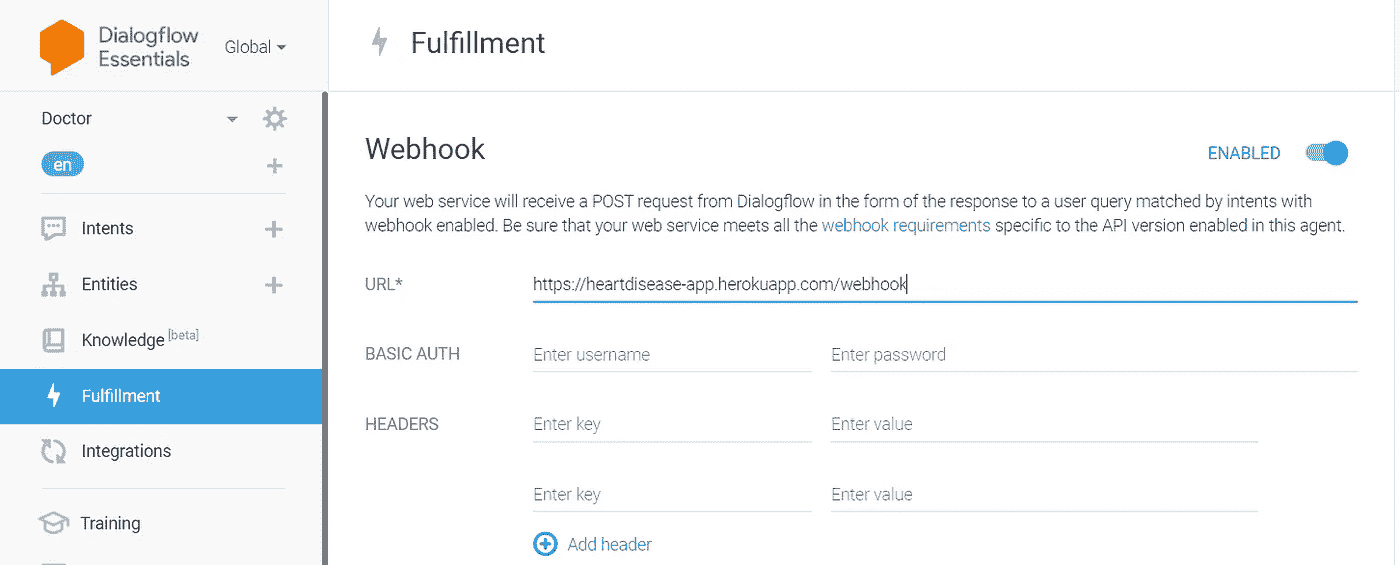 Dialogflow
Essentials
Global
Fulfillment
Doctor
en
Intents
Entities
Knowledge [beta]
Fulfillment
Integrations
Training
Webhook
ENABLED
Your web service will receive a POST request from Dialogflow in the form of the response to a user query matched by intents with
webhook enabled. Be sure that your web service meets all the webhook requirements specific to the API version enabled in this agent.
URL*
https://heartdisease-app.herokuapp.com/webhook
BASIC AUTH
Enter username
Enter password
HEADERS
Enter key
Enter value
Enter key
Enter value
Add header